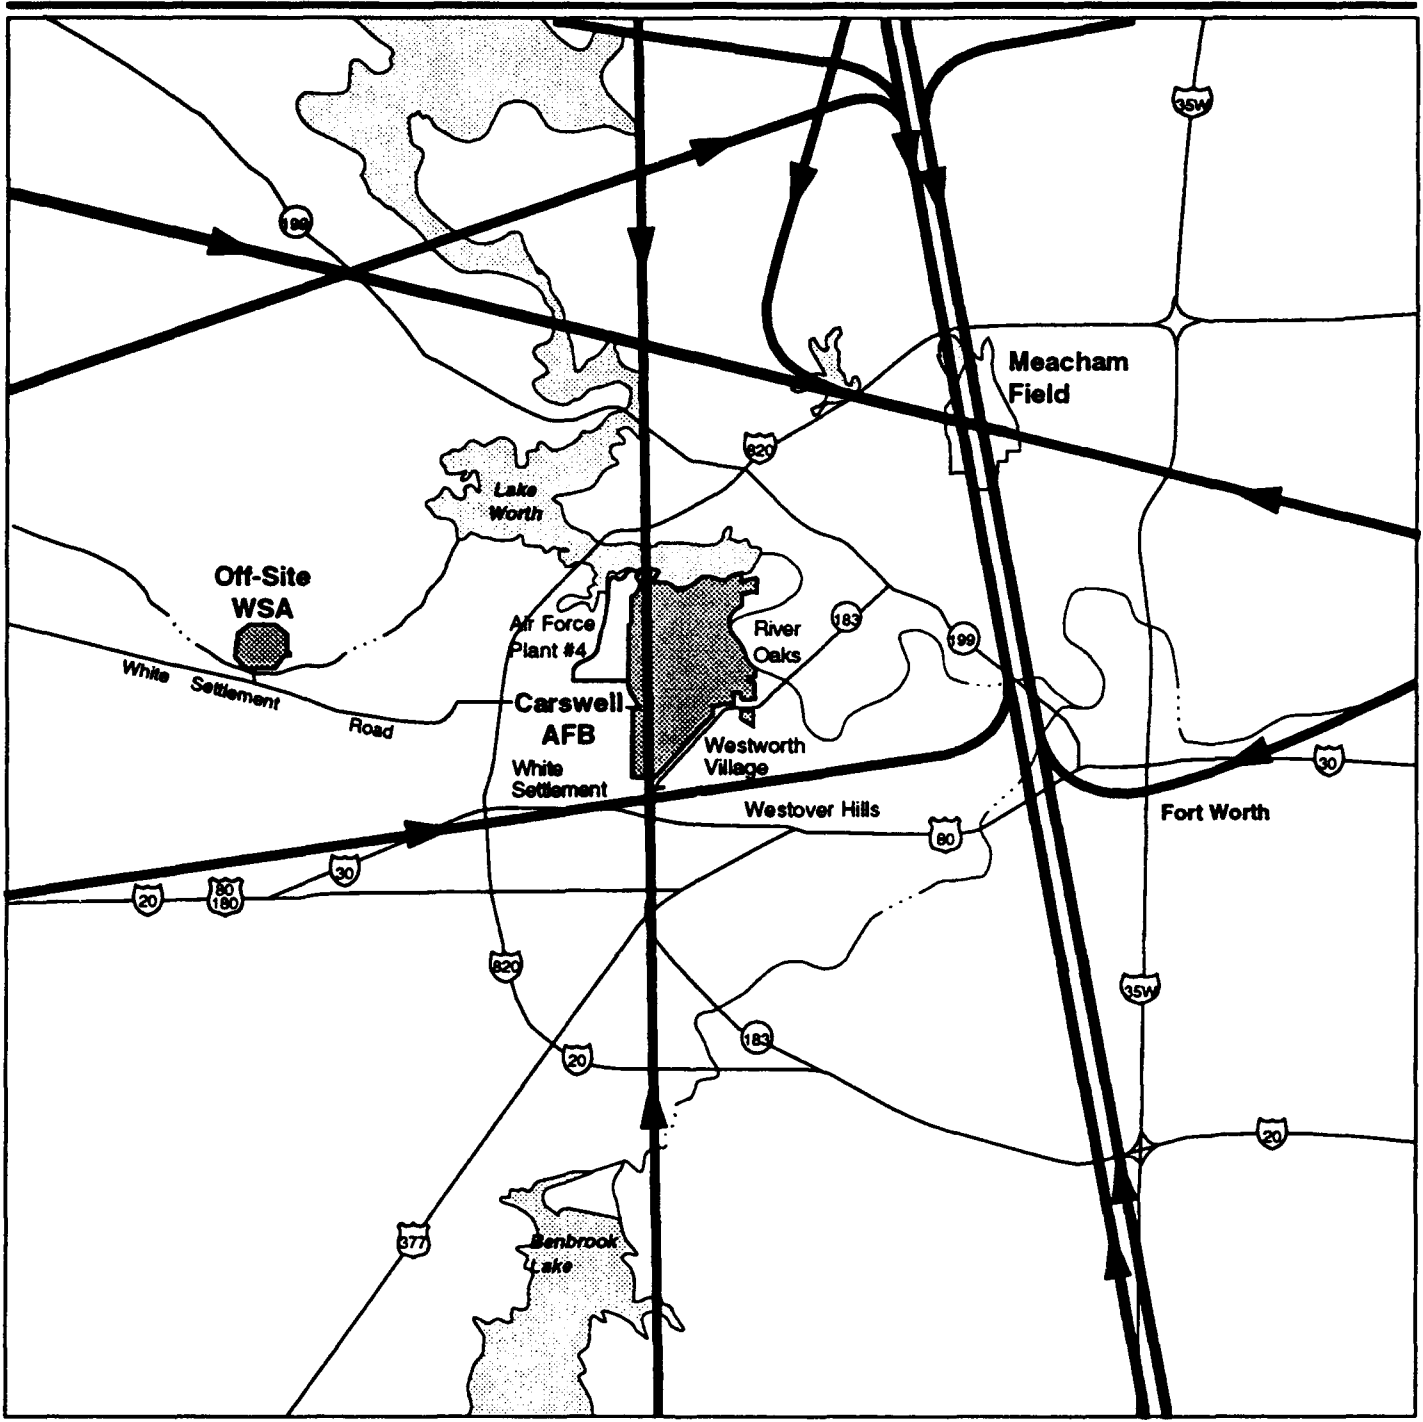 35W
199
Meacham
Field
820
Lake
Worth
Off-Site
WSA
Air Force
Plant #4
River
Oaks
183
199
White Settlement Road
Carswell
AFB
Westworth
Village
White
Settlement
Westover Hills
30
Fort Worth
80
30
20
80
180
820
35W
183
20
20
377
Benbrook
Lake